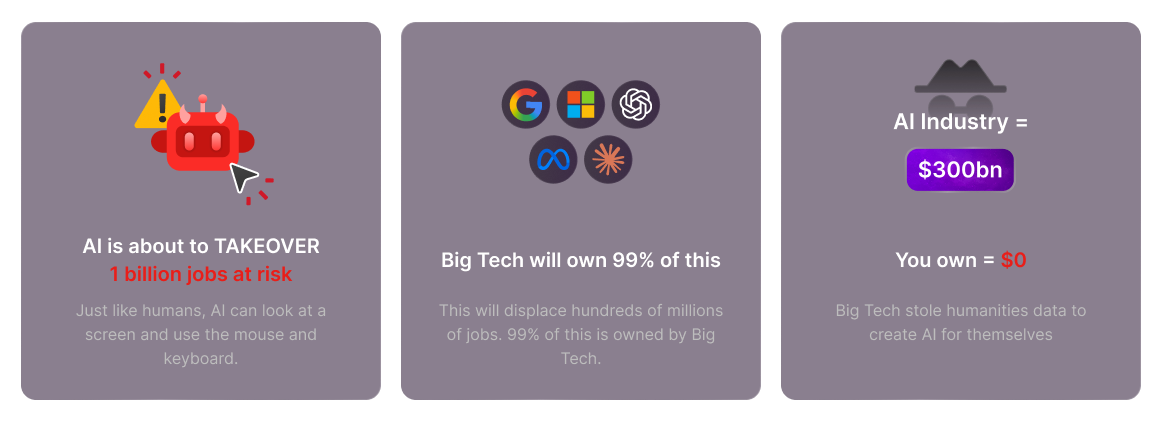 AI is about to TAKEOVER
1 billion jobs at risk
Just like humans, AI can look at a
screen and use the mouse and
keyboard.
Big Tech will own 99% of this
This will displace hundreds of millions
of jobs. 99% of this is owned by Big
Tech.
AI Industry =
$300bn
You own = $0
Big Tech stole humanities data to
create AI for themselves